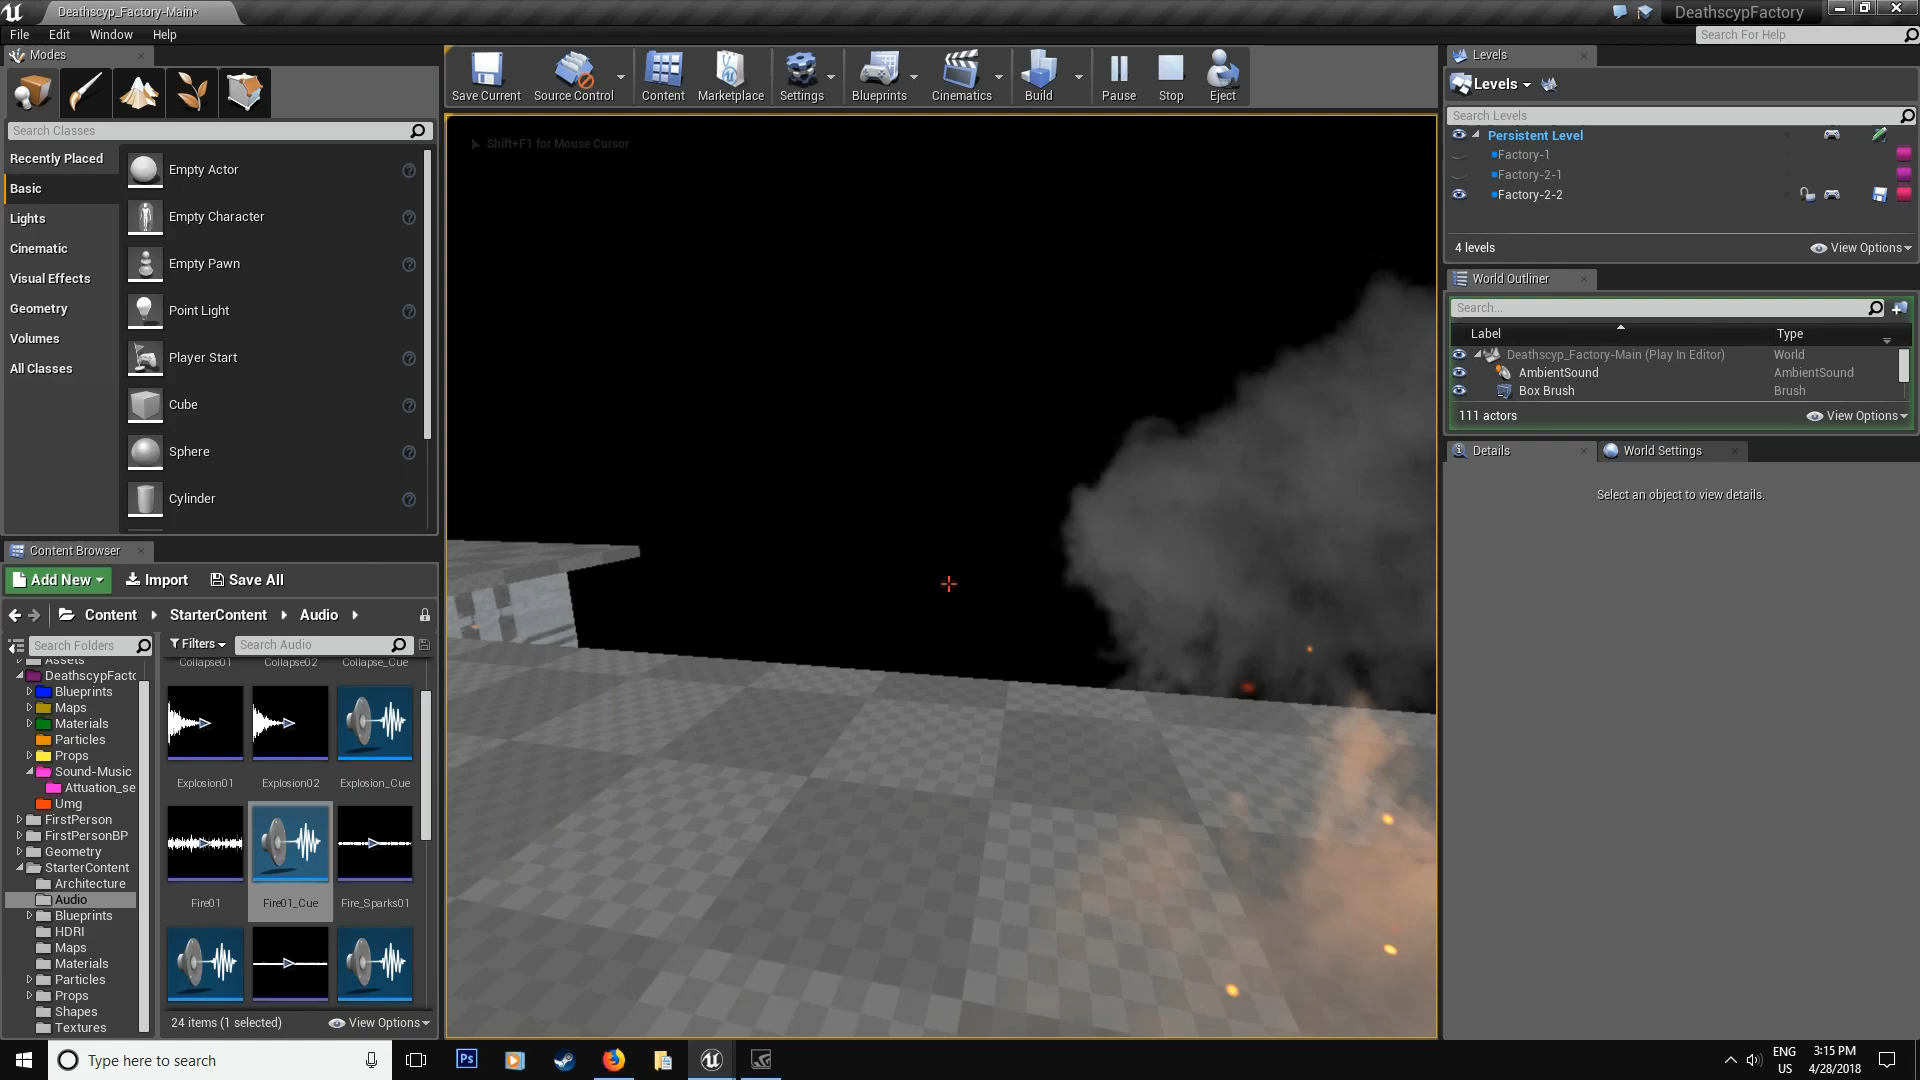 Deathscyp_Factory-Main*
DeathscypFactory
File Edit Window Help
Search For Help
Modes
Search Classes
Recently Placed
Basic
Lights
Cinematic
Visual Effects
Geometry
Volumes
All Classes
Empty Actor
Empty Character
Empty Pawn
Point Light
Player Start
Cube
Sphere
Cylinder
Save Current
Source Control
Content
Marketplace
Settings
Blueprints
Cinematics
Build
Pause
Stop
Eject
Shift+F1 for Mouse Cursor
Levels
Levels
Search Levels
Persistent Level
Factory-1
Factory-2-1
Factory-2-2
4 levels
View Options
World Outliner
Search...
Label Type
Deathscyp_Factory-Main (Play In Editor) World
AmbientSound AmbientSound
Box Brush Brush
111 actors
View Options
Details
World Settings
Select an object to view details.
Content Browser
Add New
Import
Save All
Content
StarterContent
Audio
Search Folders
Filters
Search Audio
Assets
DeathscypFacto
Blueprints
Maps
Materials
Particles
Props
Sound-Music
Attuation_se
Umg
FirstPerson
FirstPersonBP
Geometry
StarterContent
Architecture
Audio
Blueprints
HDRI
Maps
Materials
Particles
Props
Shapes
Textures
Collapse01 Collapse02 Collapse_Cue
Explosion01 Explosion02 Explosion_Cue
Fire01 Fire01_Cue Fire_Sparks01
24 items (1 selected)
View Options
Type here to search
Ps
ENG
US
3:15 PM
4/28/2018